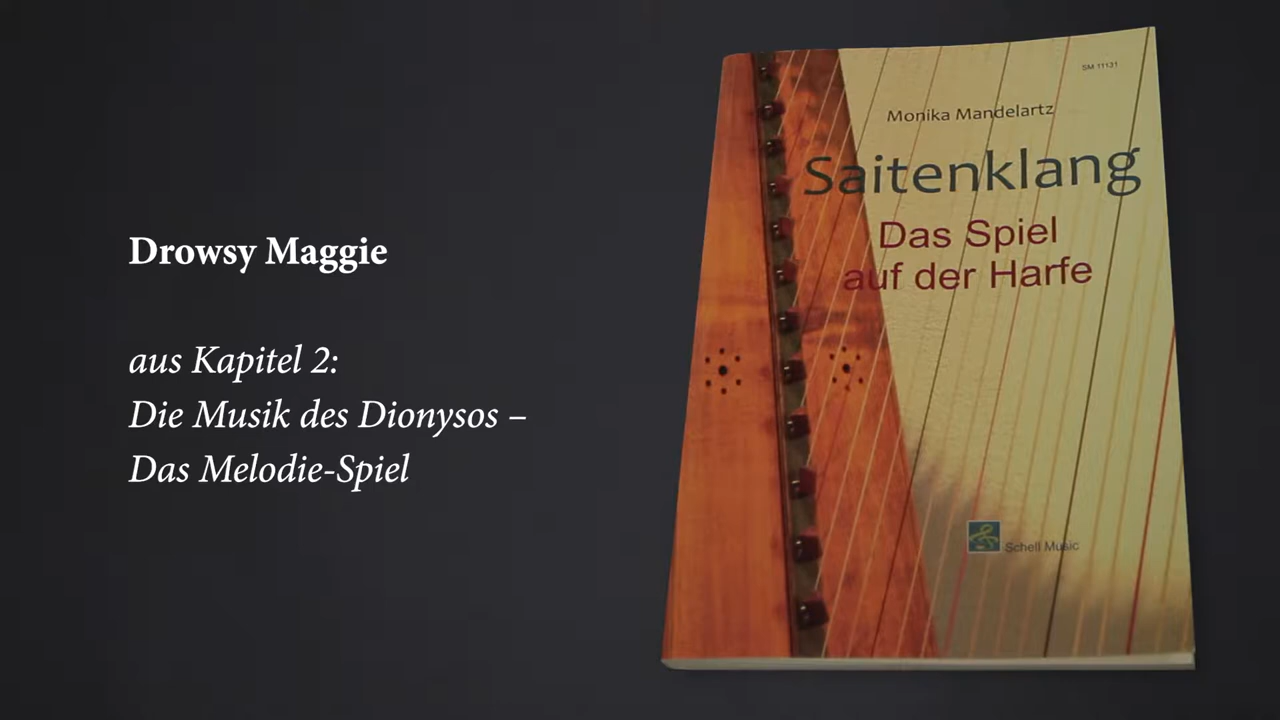 Drowsy Maggie
aus Kapitel 2:
Die Musik des Dionysos –
Das Melodie-Spiel
SM 11131
Monika Mandelartz
Saitenklang
Das Spiel
auf der Harfe
Schell Music